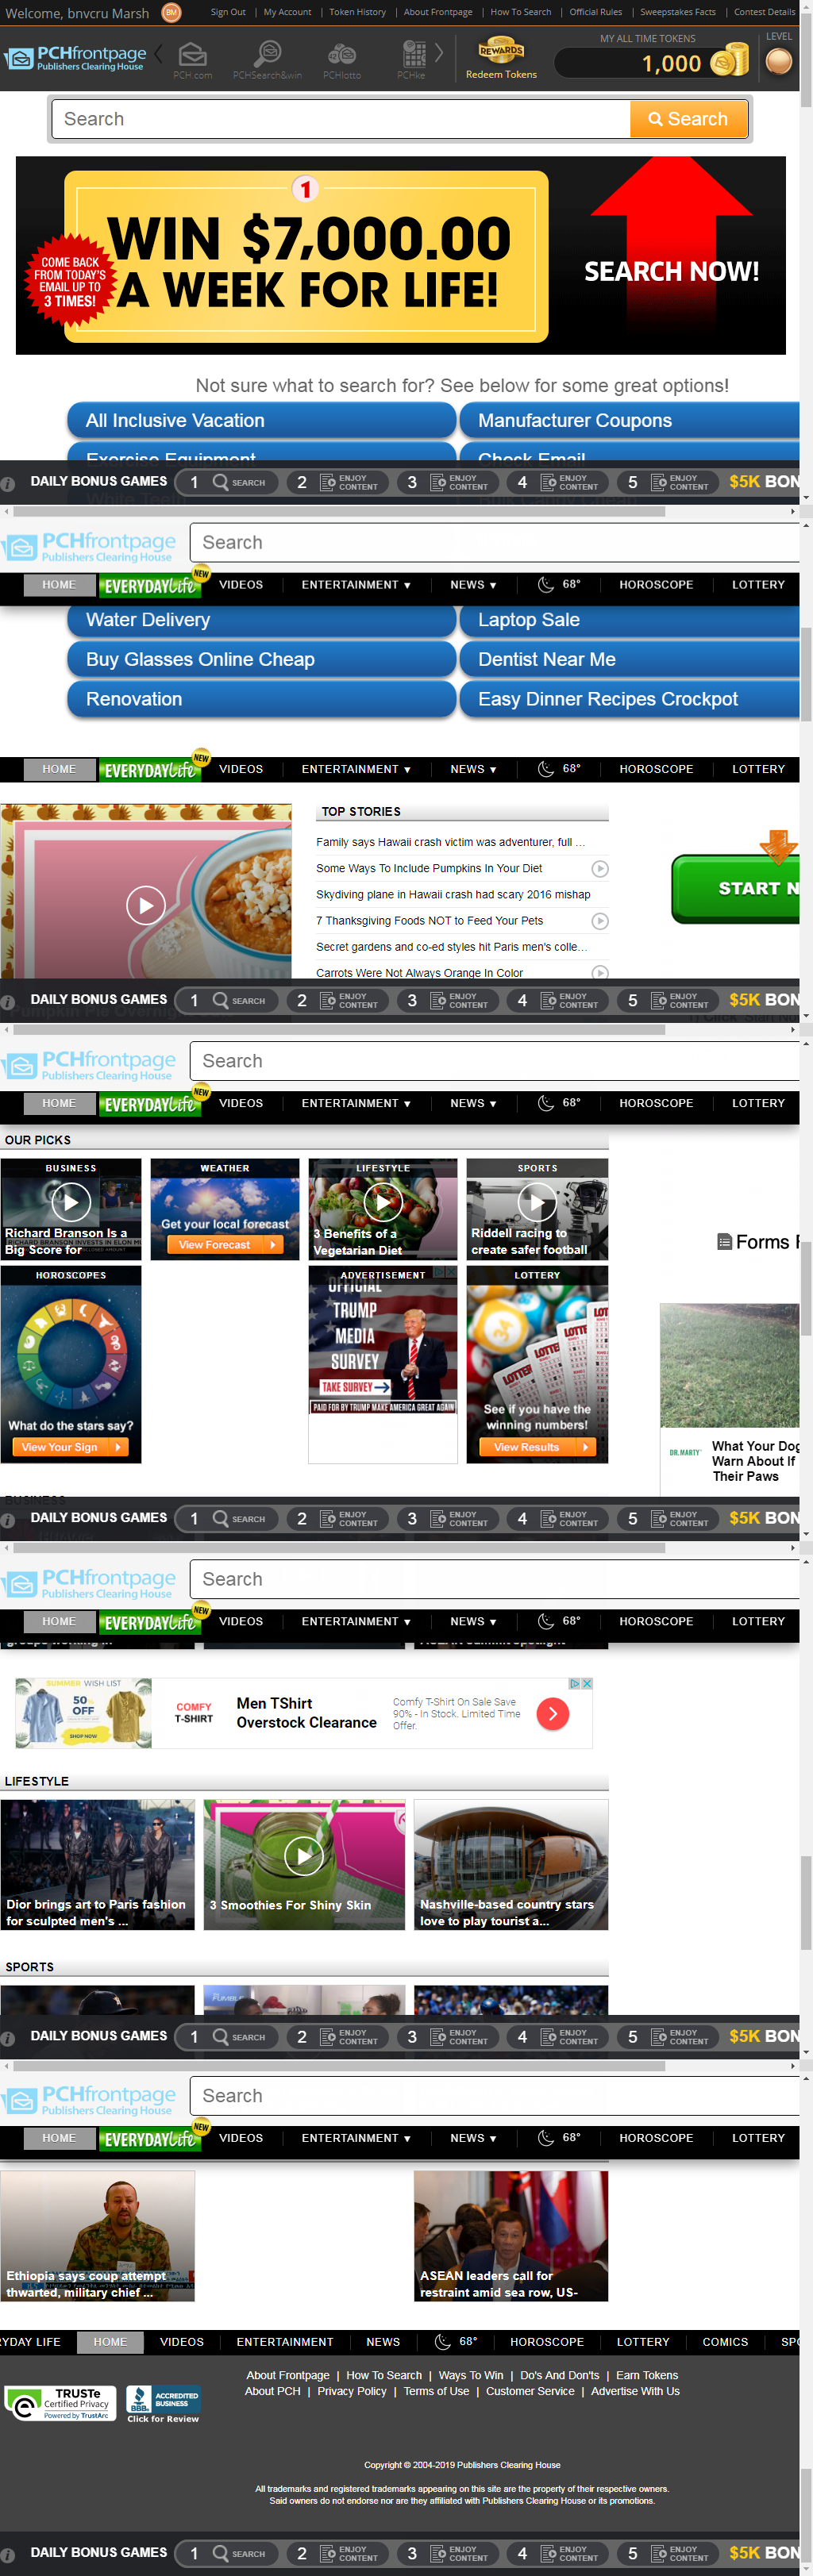 Welcome, bnvcru Marsh BM Sign Out | My Account | Token History | About Frontpage | How To Search | Official Rules | Sweepstakes Facts | Contest Details
PCHfrontpage
Publishers Clearing House
PCH.com PCHSearch&win PCHlotto PCHke
REWARDS
Redeem Tokens
MY ALL TIME TOKENS
1,000
LEVEL
Search Search
1
WIN $7,000.00
A WEEK FOR LIFE!
COME BACK
FROM TODAY'S
EMAIL UP TO
3 TIMES!
SEARCH NOW!
Not sure what to search for? See below for some great options!
All Inclusive Vacation Manufacturer Coupons
Exercise Equipment Check Email
DAILY BONUS GAMES 1 SEARCH 2 ENJOY CONTENT 3 ENJOY CONTENT 4 ENJOY CONTENT 5 ENJOY CONTENT $5K BON
PCHfrontpage
Publishers Clearing House
Search
HOME EVERYDAY Life NEW VIDEOS ENTERTAINMENT ▼ NEWS ▼ 68° HOROSCOPE LOTTERY
Water Delivery Laptop Sale
Buy Glasses Online Cheap Dentist Near Me
Renovation Easy Dinner Recipes Crockpot
HOME EVERYDAY Life NEW VIDEOS ENTERTAINMENT ▼ NEWS ▼ 68° HOROSCOPE LOTTERY
TOP STORIES
Family says Hawaii crash victim was adventurer, full ...
Some Ways To Include Pumpkins In Your Diet
Skydiving plane in Hawaii crash had scary 2016 mishap
7 Thanksgiving Foods NOT to Feed Your Pets
Secret gardens and co-ed styles hit Paris men's colle...
Carrots Were Not Always Orange In Color
START N
DAILY BONUS GAMES 1 SEARCH 2 ENJOY CONTENT 3 ENJOY CONTENT 4 ENJOY CONTENT 5 ENJOY CONTENT $5K BON
PCHfrontpage
Publishers Clearing House
Search
HOME EVERYDAY Life NEW VIDEOS ENTERTAINMENT ▼ NEWS ▼ 68° HOROSCOPE LOTTERY
OUR PICKS
BUSINESS
Richard Branson Is a
Big Score for
WEATHER
Get your local forecast
View Forecast
LIFESTYLE
3 Benefits of a
Vegetarian Diet
SPORTS
Riddell racing to
create safer football
Forms F
HOROSCOPES
What do the stars say?
View Your Sign
ADVERTISEMENT
OFFICIAL
TRUMP
MEDIA
SURVEY
TAKE SURVEY
PAID FOR BY TRUMP MAKE AMERICA GREAT AGAIN
LOTTERY
See if you have the
winning numbers!
View Results
DR. MARTY
What Your Dog
Warn About If
Their Paws
BUSINESS
DAILY BONUS GAMES 1 SEARCH 2 ENJOY CONTENT 3 ENJOY CONTENT 4 ENJOY CONTENT 5 ENJOY CONTENT $5K BON
PCHfrontpage
Publishers Clearing House
Search
HOME EVERYDAY Life NEW VIDEOS ENTERTAINMENT ▼ NEWS ▼ 68° HOROSCOPE LOTTERY
SUMMER WISH LIST
50%
OFF
SHOP NOW
COMFY
T-SHIRT
Men TShirt
Overstock Clearance
Comfy T-Shirt On Sale Save
90% - In Stock. Limited Time
Offer.
LIFESTYLE
Dior brings art to Paris fashion
for sculpted men's ...
3 Smoothies For Shiny Skin
Nashville-based country stars
love to play tourist a...
SPORTS
DAILY BONUS GAMES 1 SEARCH 2 ENJOY CONTENT 3 ENJOY CONTENT 4 ENJOY CONTENT 5 ENJOY CONTENT $5K BON
PCHfrontpage
Publishers Clearing House
Search
HOME EVERYDAY Life NEW VIDEOS ENTERTAINMENT ▼ NEWS ▼ 68° HOROSCOPE LOTTERY
Ethiopia says coup attempt
thwarted, military chief ...
ASEAN leaders call for
restraint amid sea row, US-
RYDAY LIFE HOME VIDEOS ENTERTAINMENT NEWS 68° HOROSCOPE LOTTERY COMICS SPO
About Frontpage | How To Search | Ways To Win | Do's And Don'ts | Earn Tokens
About PCH | Privacy Policy | Terms of Use | Customer Service | Advertise With Us
TRUSTe
Certified Privacy
Powered by TrustArc
BBB
ACCREDITED
BUSINESS
Click for Review
Copyright © 2004-2019 Publishers Clearing House
All trademarks and registered trademarks appearing on this site are the property of their respective owners.
Said owners do not endorse nor are they affiliated with Publishers Clearing House or its promotions.
DAILY BONUS GAMES 1 SEARCH 2 ENJOY CONTENT 3 ENJOY CONTENT 4 ENJOY CONTENT 5 ENJOY CONTENT $5K BON